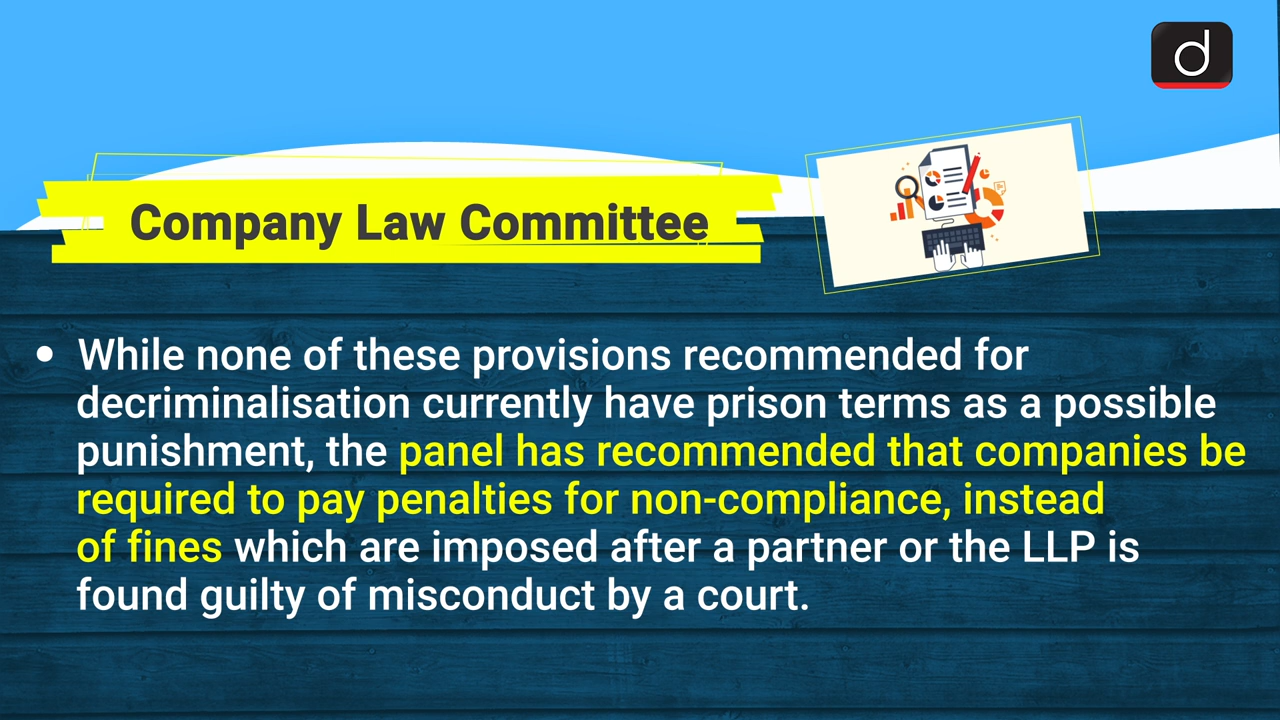 d
Company Law Committee
• While none of these provisions recommended for
decriminalisation currently have prison terms as a possible
punishment, the panel has recommended that companies be
required to pay penalties for non-compliance, instead
of fines which are imposed after a partner or the LLP is
found guilty of misconduct by a court.